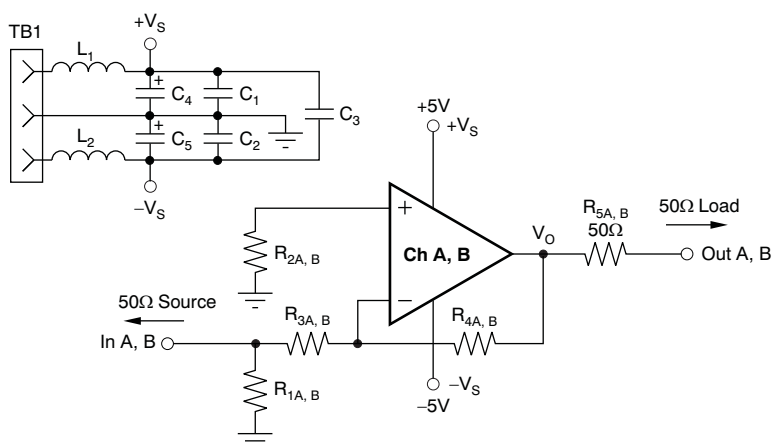 TB1
+VS
L1
+
C4
C1
C3
+
C5
C2
L2
−VS
+5V
+VS
+
Ch A, B
−
R2A, B
VO
R5A, B
50Ω
50Ω Load
Out A, B
50Ω Source
In A, B
R3A, B
R4A, B
R1A, B
−VS
−5V